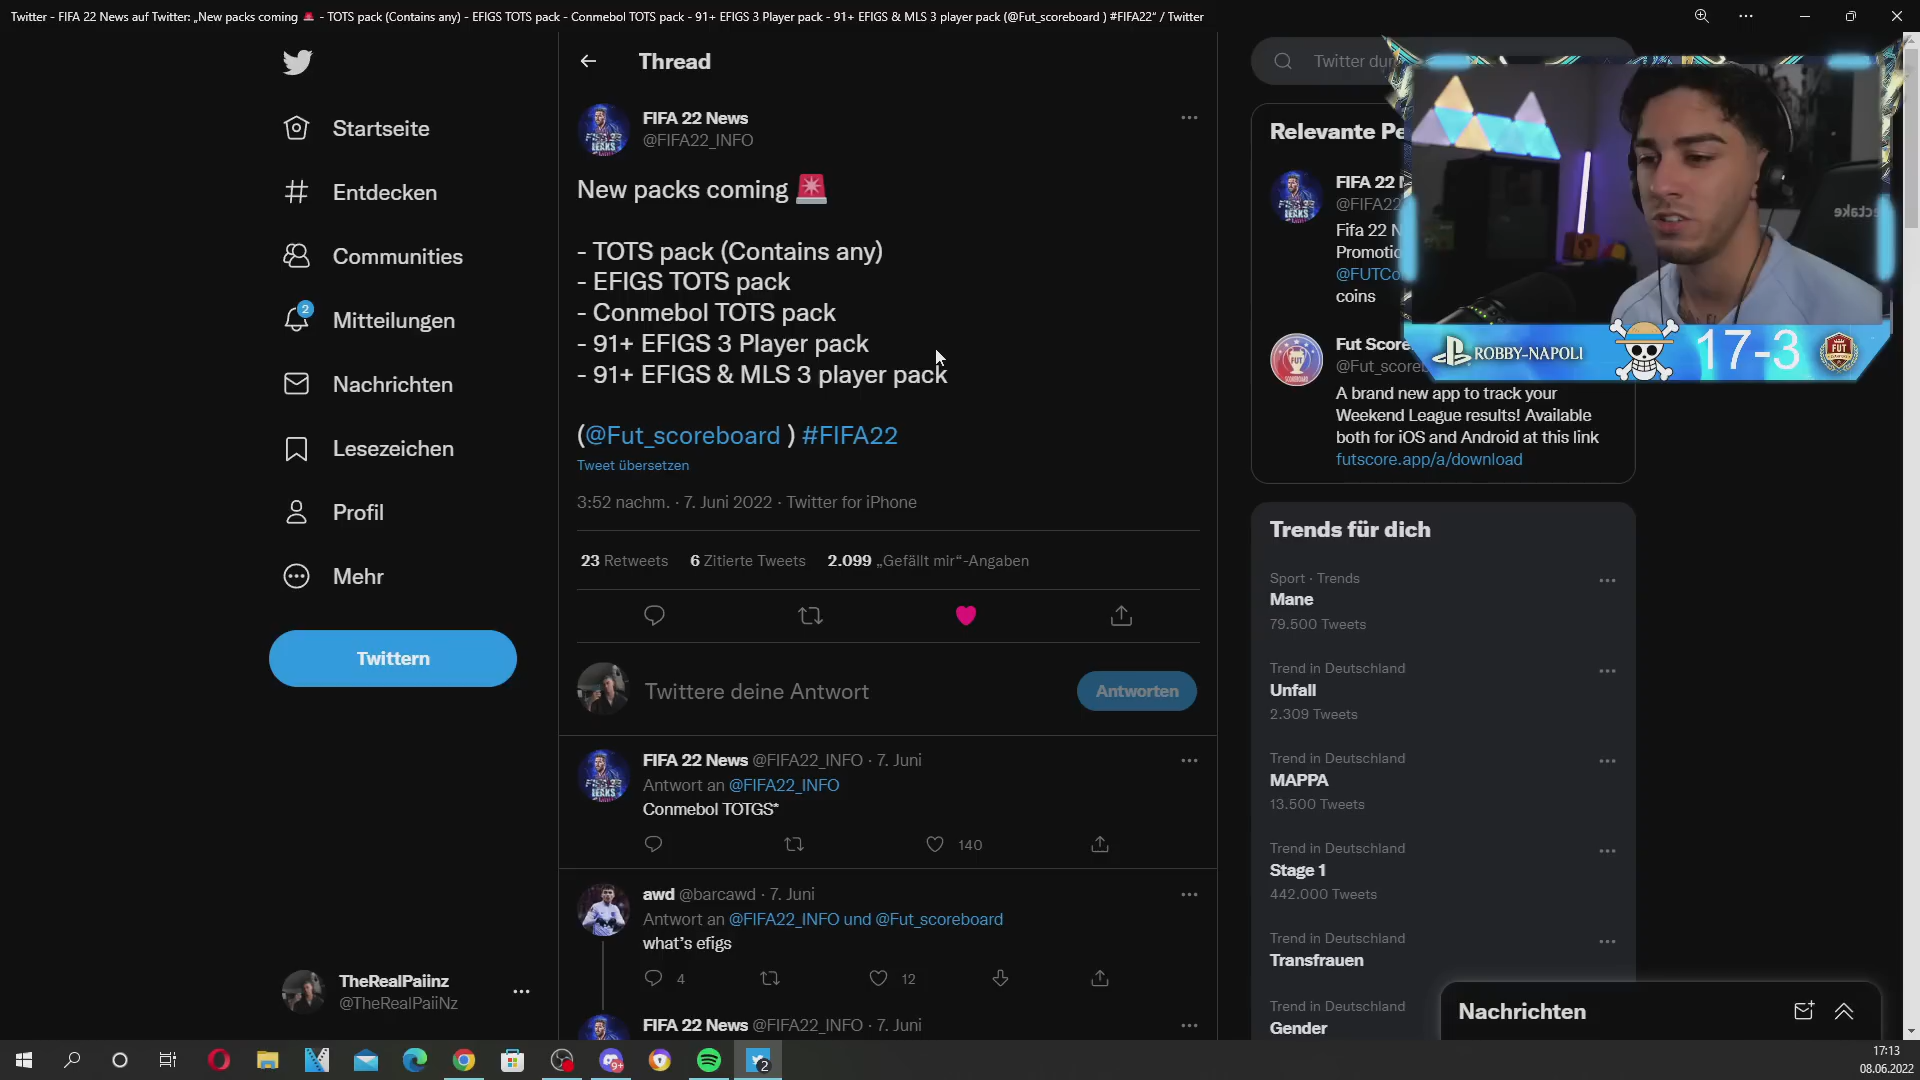 Twitter - FIFA 22 News auf Twitter: „New packs coming 🚨 - TOTS pack (Contains any) - EFIGS TOTS pack - Conmebol TOTS pack - 91+ EFIGS 3 Player pack - 91+ EFIGS & MLS 3 player pack (@Fut_scoreboard ) #FIFA22“ / Twitter
Startseite
Entdecken
Communities
2
Mitteilungen
Nachrichten
Lesezeichen
Profil
Mehr
Twittern
TheRealPaiinz
@TheRealPaiiNz
Thread
FIFA 22 News
@FIFA22_INFO
New packs coming 🚨
- TOTS pack (Contains any)
- EFIGS TOTS pack
- Conmebol TOTS pack
- 91+ EFIGS 3 Player pack
- 91+ EFIGS & MLS 3 player pack
(@Fut_scoreboard ) #FIFA22
Tweet übersetzen
3:52 nachm. · 7. Juni 2022 · Twitter for iPhone
23 Retweets 6 Zitierte Tweets 2.099 „Gefällt mir“-Angaben
Twittere deine Antwort
Antworten
FIFA 22 News @FIFA22_INFO · 7. Juni
Antwort an @FIFA22_INFO
Conmebol TOTGS*
140
awd @barcawd · 7. Juni
Antwort an @FIFA22_INFO und @Fut_scoreboard
what's efigs
4 12
FIFA 22 News @FIFA22_INFO · 7. Juni
Twitter dur
Relevante Pe
FIFA 22
@FIFA22
Fifa 22 N
Promotio
@FUTCo
coins
Fut Score
@Fut_scoreb
A brand new app to track your
Weekend League results! Available
both for iOS and Android at this link
futscore.app/a/download
ROBBY-NAPOLI
17-3
FUT
Trends für dich
Sport · Trends
Mane
79.500 Tweets
Trend in Deutschland
Unfall
2.309 Tweets
Trend in Deutschland
MAPPA
13.500 Tweets
Trend in Deutschland
Stage 1
442.000 Tweets
Trend in Deutschland
Transfrauen
Trend in Deutschland
Gender
Nachrichten
9+
2
17:13
08.06.2022